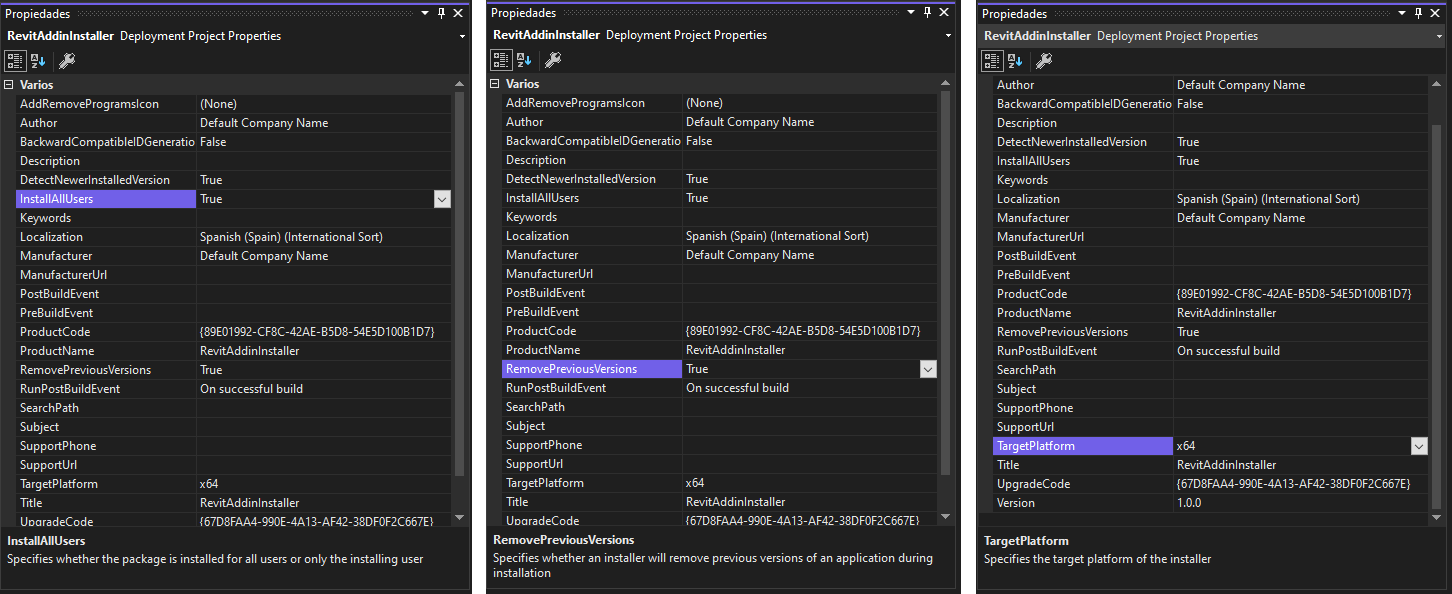 Propiedades
RevitAddinInstaller Deployment Project Properties
Varios
AddRemoveProgramsIcon (None)
Author Default Company Name
BackwardCompatibleIDGeneratio False
Description
DetectNewerInstalledVersion True
InstallAllUsers True
Keywords
Localization Spanish (Spain) (International Sort)
Manufacturer Default Company Name
ManufacturerUrl
PostBuildEvent
PreBuildEvent
ProductCode {89E01992-CF8C-42AE-B5D8-54E5D100B1D7}
ProductName RevitAddinInstaller
RemovePreviousVersions True
RunPostBuildEvent On successful build
SearchPath
Subject
SupportPhone
SupportUrl
TargetPlatform x64
Title RevitAddinInstaller
UpgradeCode {67D8FAA4-990E-4A13-AF42-38DF0F2C667E}
InstallAllUsers
Specifies whether the package is installed for all users or only the installing user
Propiedades
RevitAddinInstaller Deployment Project Properties
Varios
AddRemoveProgramsIcon (None)
Author Default Company Name
BackwardCompatibleIDGeneratio False
Description
DetectNewerInstalledVersion True
InstallAllUsers True
Keywords
Localization Spanish (Spain) (International Sort)
Manufacturer Default Company Name
ManufacturerUrl
PostBuildEvent
PreBuildEvent
ProductCode {89E01992-CF8C-42AE-B5D8-54E5D100B1D7}
ProductName RevitAddinInstaller
RemovePreviousVersions True
RunPostBuildEvent On successful build
SearchPath
Subject
SupportPhone
SupportUrl
TargetPlatform x64
Title RevitAddinInstaller
UpgradeCode {67D8FAA4-990E-4A13-AF42-38DF0F2C667E}
RemovePreviousVersions
Specifies whether an installer will remove previous versions of an application during
installation
Propiedades
RevitAddinInstaller Deployment Project Properties
Author Default Company Name
BackwardCompatibleIDGeneratio False
Description
DetectNewerInstalledVersion True
InstallAllUsers True
Keywords
Localization Spanish (Spain) (International Sort)
Manufacturer Default Company Name
ManufacturerUrl
PostBuildEvent
PreBuildEvent
ProductCode {89E01992-CF8C-42AE-B5D8-54E5D100B1D7}
ProductName RevitAddinInstaller
RemovePreviousVersions True
RunPostBuildEvent On successful build
SearchPath
Subject
SupportPhone
SupportUrl
TargetPlatform x64
Title RevitAddinInstaller
UpgradeCode {67D8FAA4-990E-4A13-AF42-38DF0F2C667E}
Version 1.0.0
TargetPlatform
Specifies the target platform of the installer